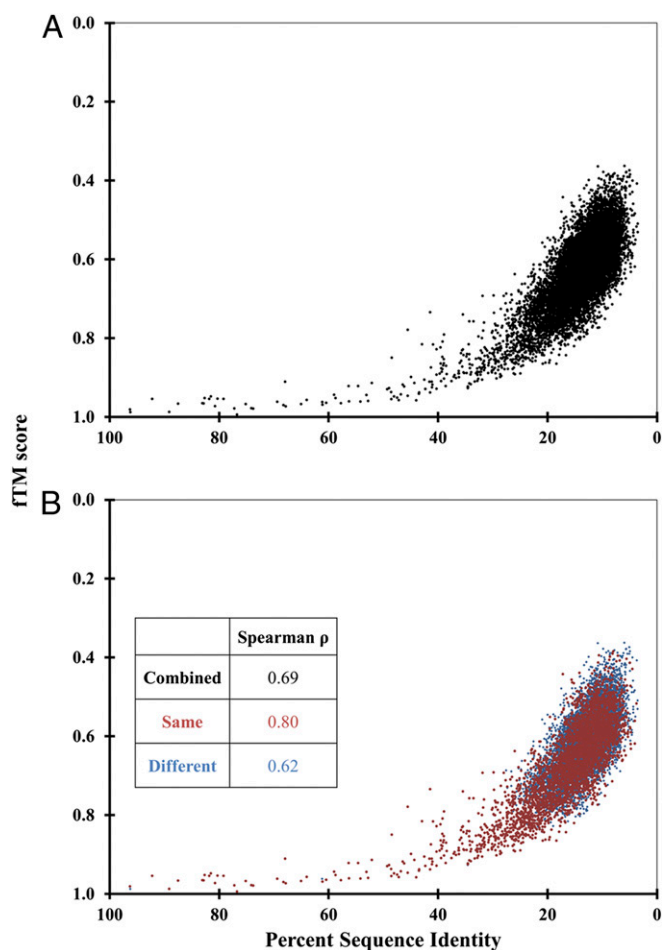 A
0.0
0.2
0.4
0.6
0.8
1.0
100 80 60 40 20 0
fTM score
B
0.0
0.2
0.4
0.6
0.8
1.0
Spearman ρ
Combined 0.69
Same 0.80
Different 0.62
100 80 60 40 20 0
Percent Sequence Identity